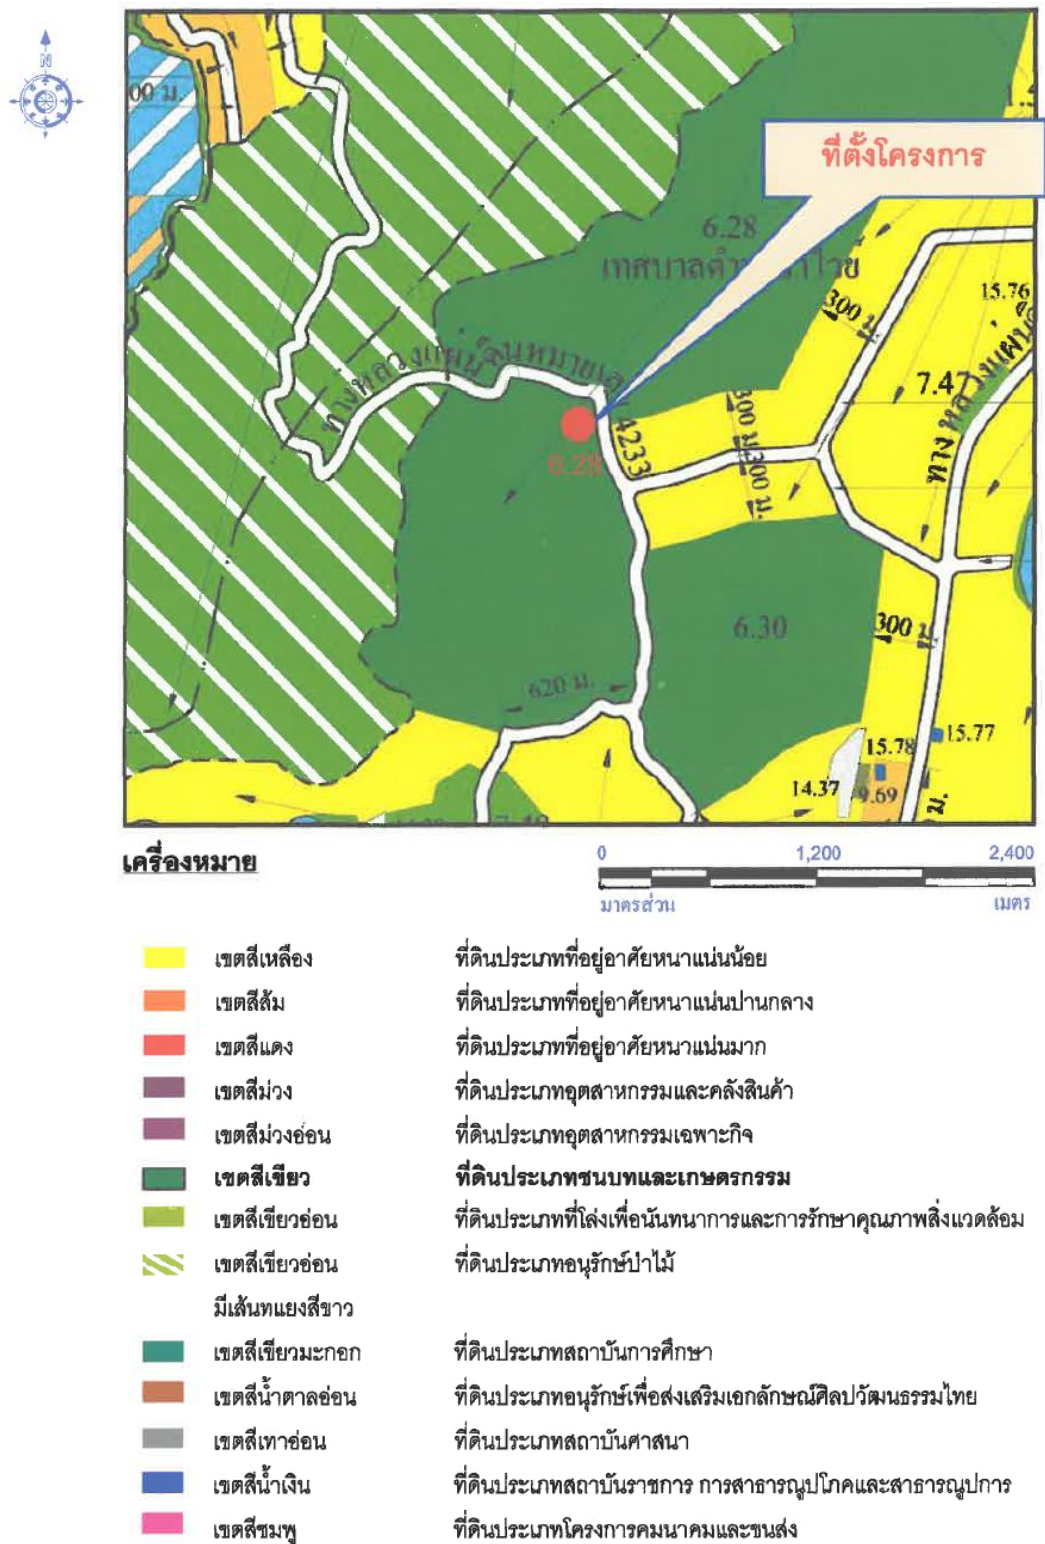 N
00 ม.
ที่ตั้งโครงการ
6.28
300 ม.
15.76
7.47
ทางหลวงแผ่น
4233
6.28
300 ม.
300 ม.
6.30
300 ม.
620 ม.
15.77
15.78
14.37
9.69
ม.
เครื่องหมาย
0 1,200 2,400
มาตรส่วน เมตร
เขตสีเหลือง ที่ดินประเภทที่อยู่อาศัยหนาแน่นน้อย
เขตสีส้ม ที่ดินประเภทที่อยู่อาศัยหนาแน่นปานกลาง
เขตสีแดง ที่ดินประเภทที่อยู่อาศัยหนาแน่นมาก
เขตสีม่วง ที่ดินประเภทอุตสาหกรรมและคลังสินค้า
เขตสีม่วงอ่อน ที่ดินประเภทอุตสาหกรรมเฉพาะกิจ
เขตสีเขียว ที่ดินประเภทชนบทและเกษตรกรรม
เขตสีเขียวอ่อน ที่ดินประเภทที่โล่งเพื่อนันทนาการและการรักษาคุณภาพสิ่งแวดล้อม
เขตสีเขียวอ่อน ที่ดินประเภทอนุรักษ์ป่าไม้
มีเส้นทแยงสีขาว
เขตสีเขียวมะกอก ที่ดินประเภทสถาบันการศึกษา
เขตสีน้ำตาลอ่อน ที่ดินประเภทอนุรักษ์เพื่อส่งเสริมเอกลักษณ์ศิลปวัฒนธรรมไทย
เขตสีเทาอ่อน ที่ดินประเภทสถาบันศาสนา
เขตสีน้ำเงิน ที่ดินประเภทสถาบันราชการ การสาธารณูปโภคและสาธารณูปการ
เขตสีชมพู ที่ดินประเภทโครงการคมนาคมและขนส่ง